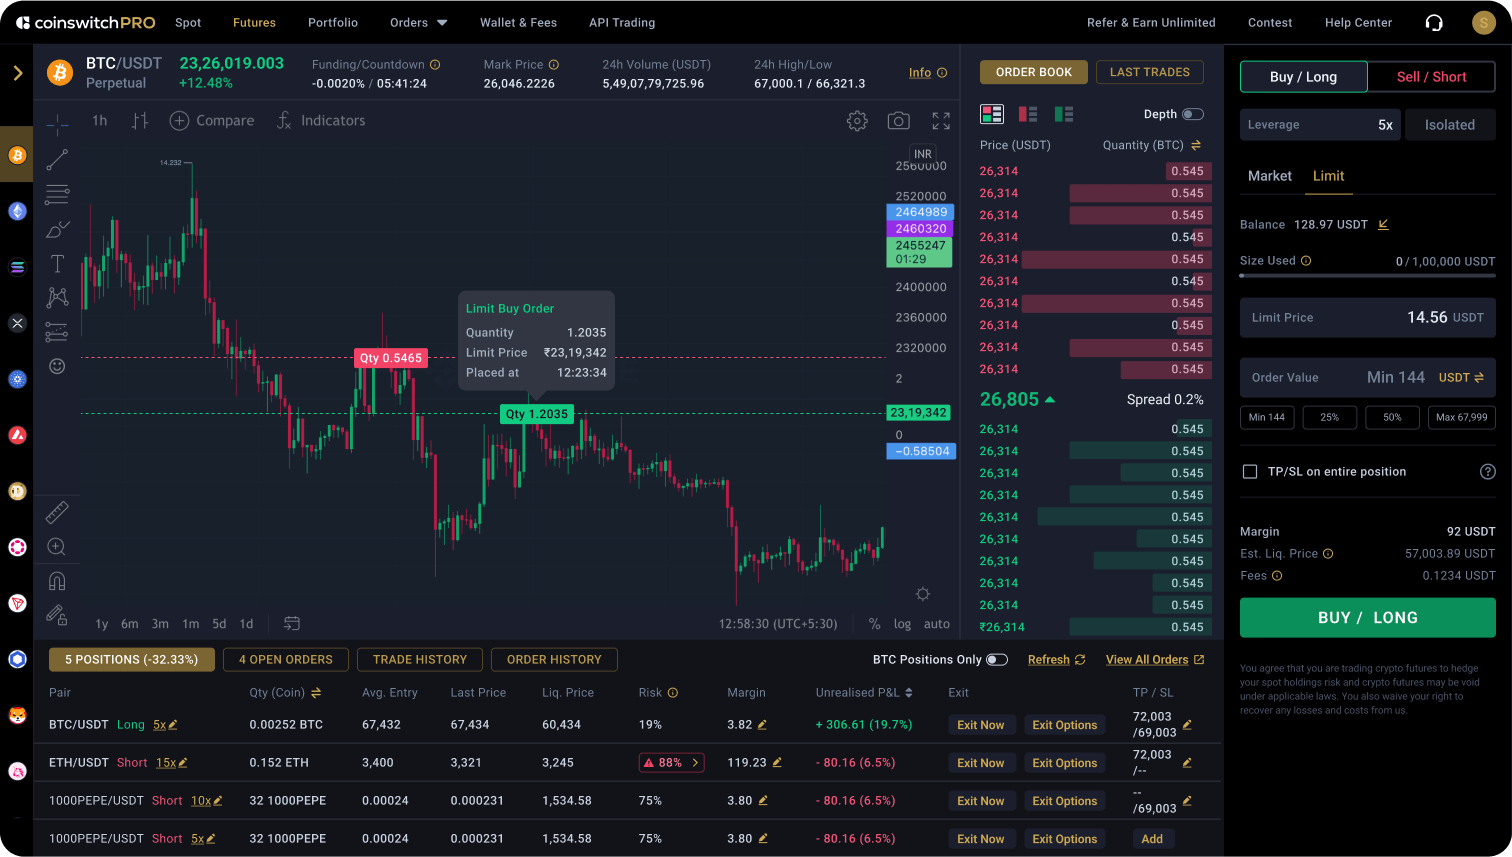 coinswitchPRO Spot Futures Portfolio Orders Wallet & Fees API Trading Refer & Earn Unlimited Contest Help Center S
BTC/USDT
Perpetual
23,26,019.003
+12.48%
Funding/Countdown
-0.0020% / 05:41:24
Mark Price
26,046.2226
24h Volume (USDT)
5,49,07,79,725.96
24h High/Low
67,000.1 / 66,321.3
Info
1h Compare Indicators
14.232
INR
2560000
2520000
2464989
2460320
2455247
01:29
2400000
2360000
2320000
2
23,19,342
0
−0.58504
Qty 0.5465
Limit Buy Order
Quantity 1.2035
Limit Price ₹23,19,342
Placed at 12:23:34
Qty 1.2035
1y 6m 3m 1m 5d 1d
12:58:30 (UTC+5:30) % log auto
ORDER BOOK LAST TRADES
Depth
Price (USDT) Quantity (BTC)
26,314 0.545
26,314 0.545
26,314 0.545
26,314 0.545
26,314 0.545
26,314 0.545
26,314 0.545
26,314 0.545
26,314 0.545
26,314 0.545
26,805 Spread 0.2%
26,314 0.545
26,314 0.545
26,314 0.545
26,314 0.545
26,314 0.545
26,314 0.545
26,314 0.545
26,314 0.545
26,314 0.545
₹26,314 0.545
Buy / Long Sell / Short
Leverage 5x Isolated
Market Limit
Balance 128.97 USDT
Size Used 0 / 1,00,000 USDT
Limit Price 14.56 USDT
Order Value Min 144 USDT
Min 144 25% 50% Max 67,999
TP/SL on entire position
Margin 92 USDT
Est. Liq. Price 57,003.89 USDT
Fees 0.1234 USDT
BUY / LONG
You agree that you are trading crypto futures to hedge
your spot holdings risk and crypto futures may be void
under applicable laws. You also waive your right to
recover any losses and costs from us.
5 POSITIONS (-32.33%) 4 OPEN ORDERS TRADE HISTORY ORDER HISTORY BTC Positions Only Refresh View All Orders
Pair Qty (Coin) Avg. Entry Last Price Liq. Price Risk Margin Unrealised P&L Exit TP / SL
BTC/USDT Long 5x 0.00252 BTC 67,432 67,434 60,434 19% 3.82 + 306.61 (19.7%) Exit Now Exit Options 72,003
/69,003
ETH/USDT Short 15x 0.152 ETH 3,400 3,321 3,245 88% 119.23 - 80.16 (6.5%) Exit Now Exit Options 72,003
/--
1000PEPE/USDT Short 10x 32 1000PEPE 0.00024 0.000231 1,534.58 75% 3.80 - 80.16 (6.5%) Exit Now Exit Options --
/69,003
1000PEPE/USDT Short 5x 32 1000PEPE 0.00024 0.000231 1,534.58 75% 3.80 - 80.16 (6.5%) Exit Now Exit Options Add